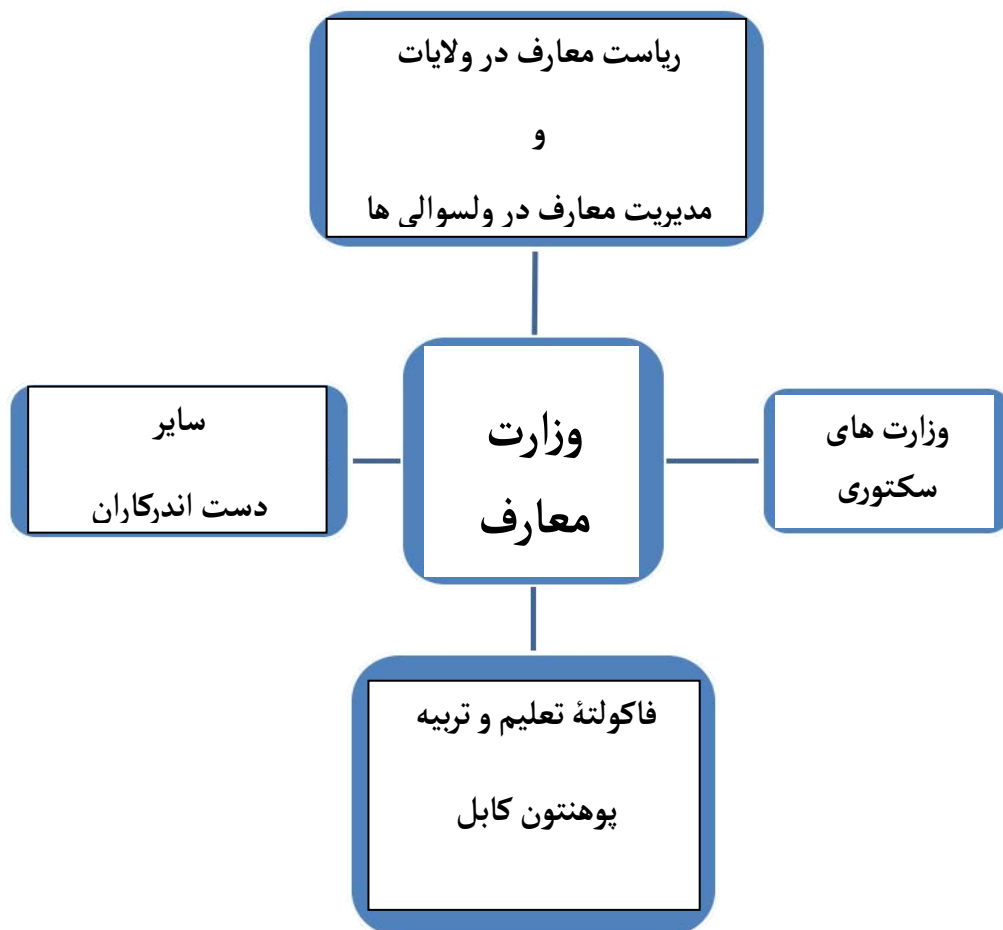 ریاست معارف در ولایات
و
مدیریت معارف در ولسوالی ها
وزارت های
سکتوری
وزارت
معارف
سایر
دست اندرکاران
فاکولتۀ تعلیم و تربیه
پوهنتون کابل